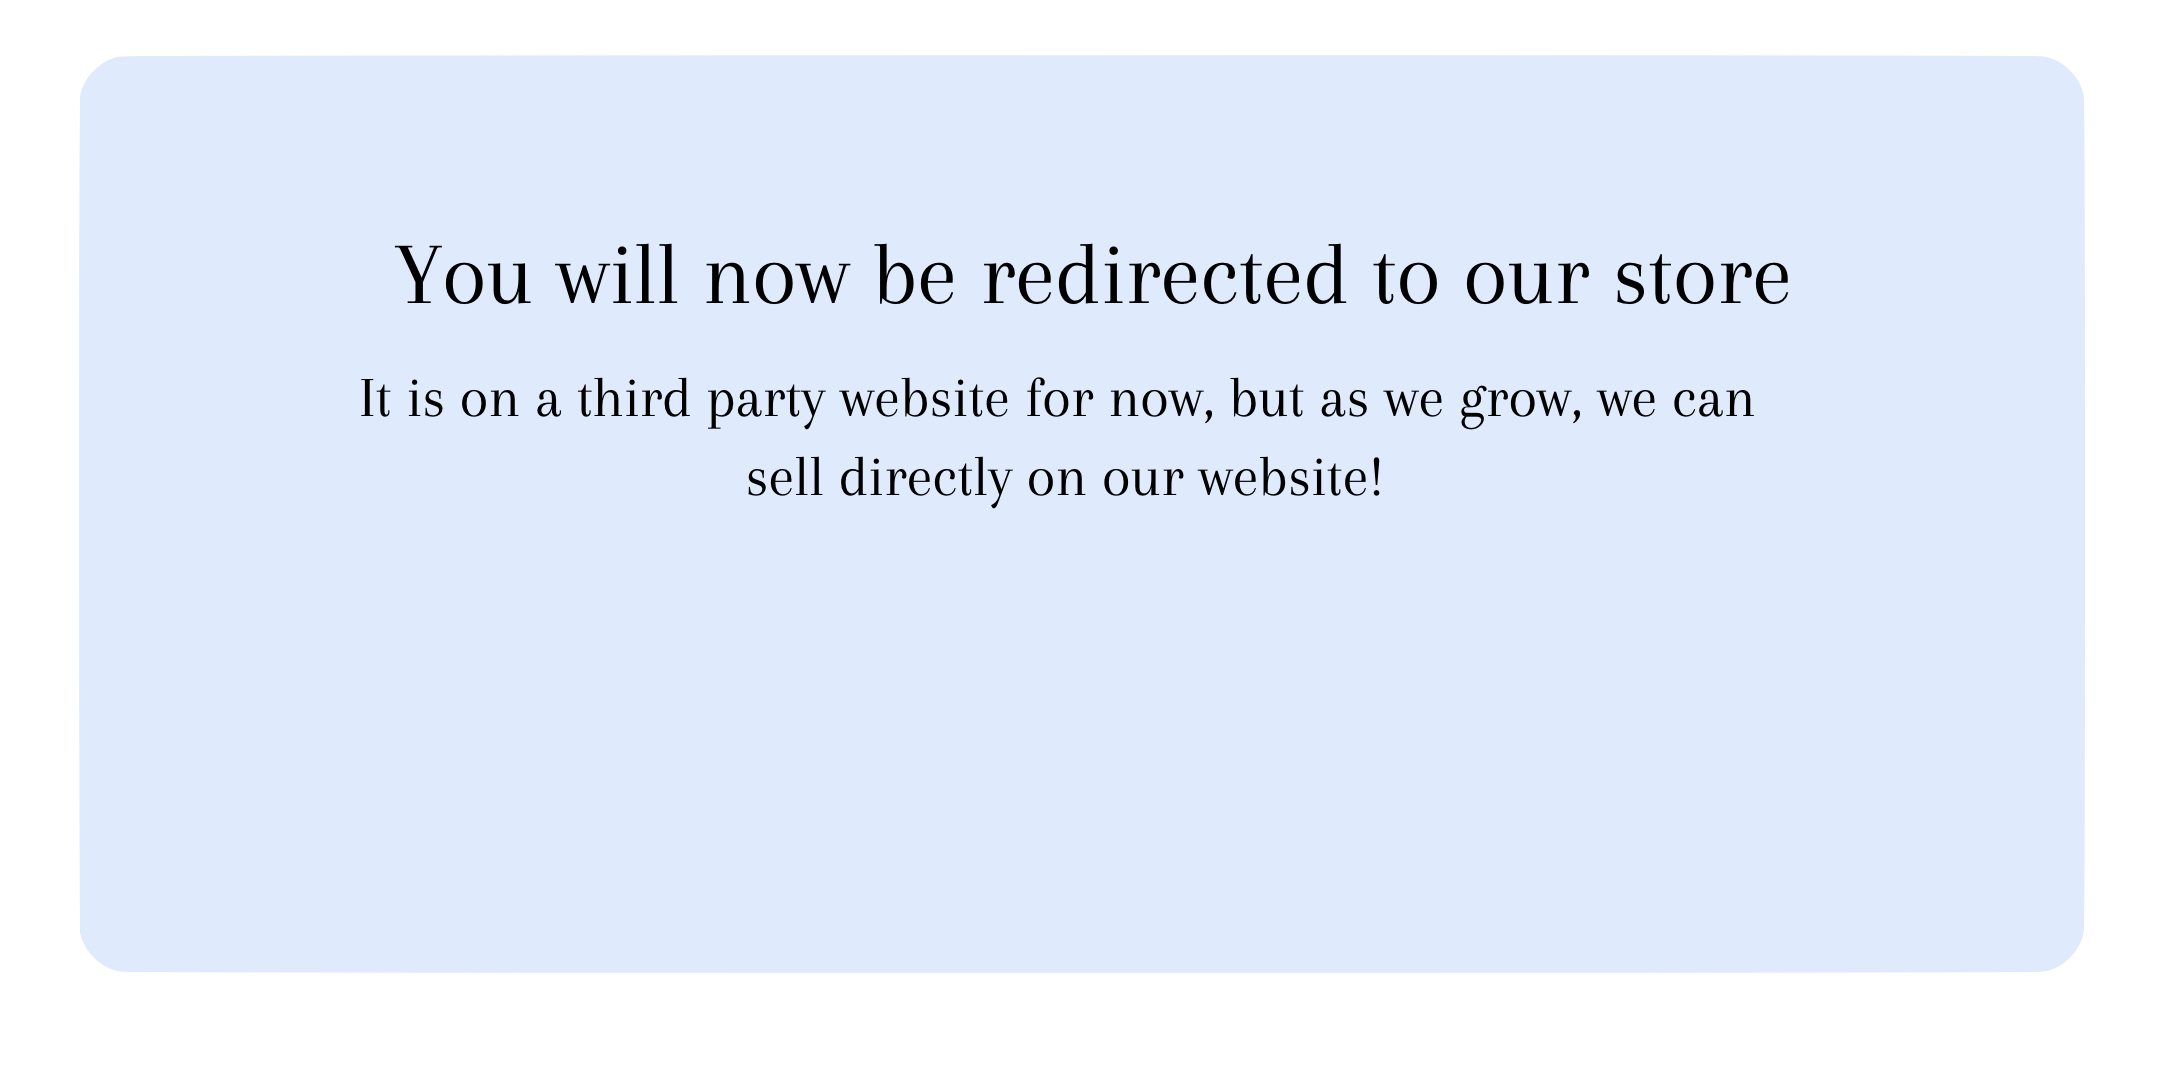 You will now be redirected to our store
It is on a third party website for now, but as we grow, we can
sell directly on our website!